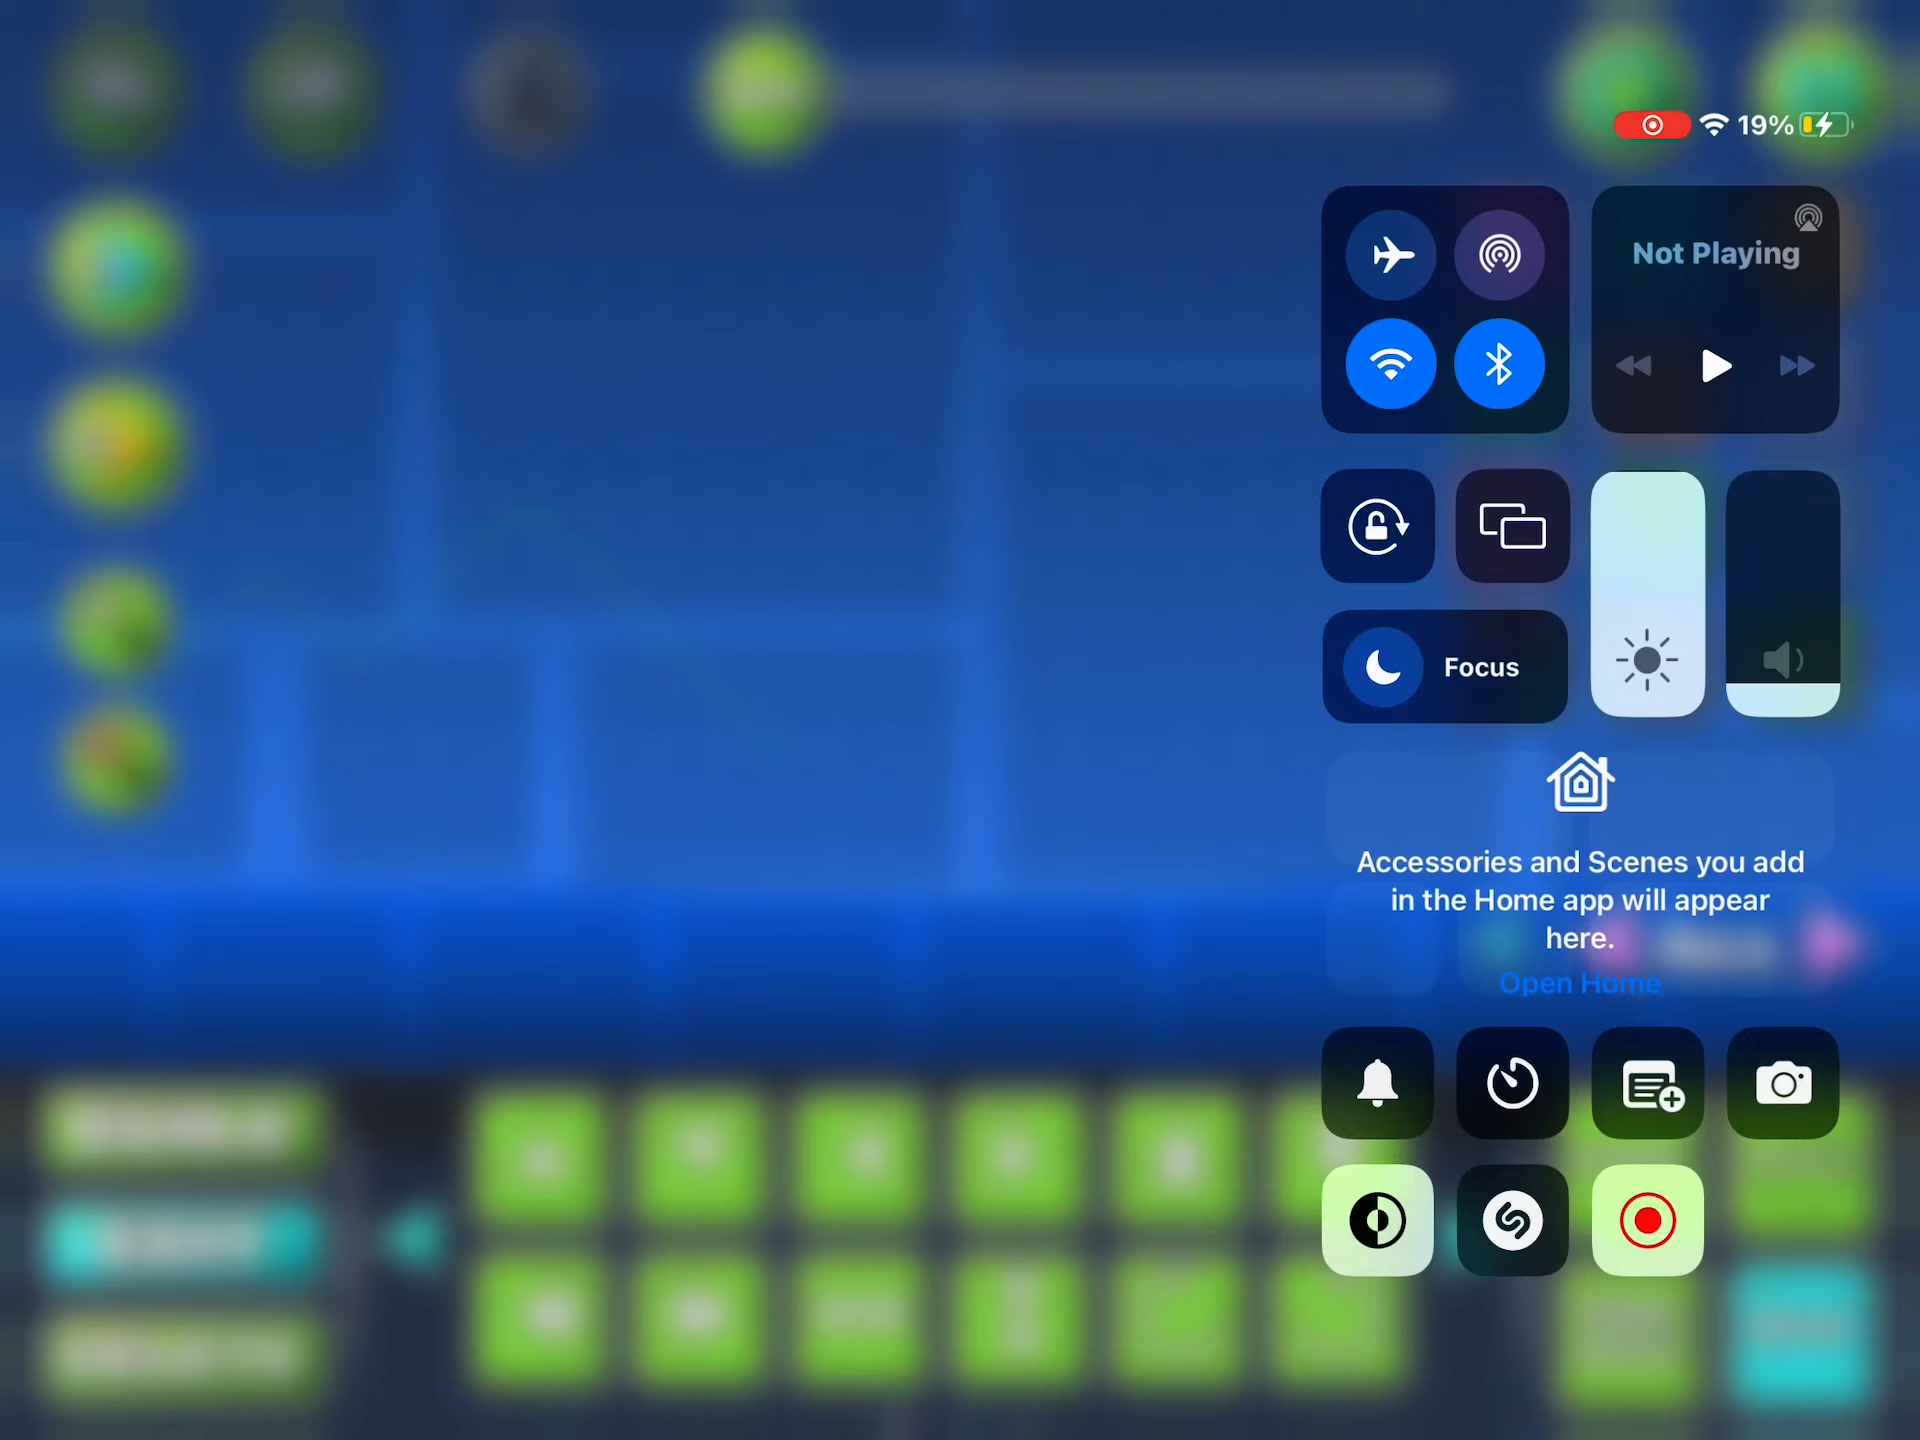 19%
Not Playing
Focus
Accessories and Scenes you add
in the Home app will appear
here.
Open Home